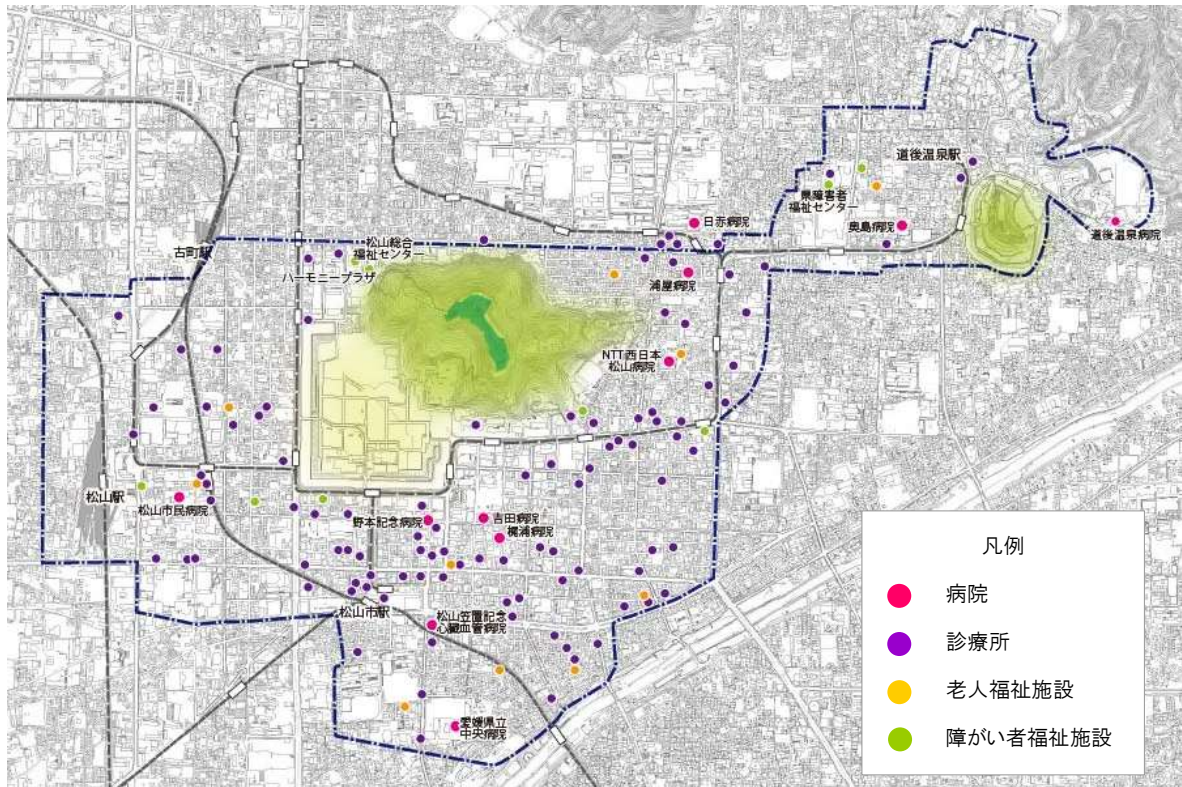 道後温泉駅
県障害者
福祉センター
日赤病院
奥島病院
道後温泉病院
古町駅
松山総合
福祉センター
ハーモニープラザ
浦屋病院
NTT西日本
松山病院
松山駅
松山市民病院
野本記念病院
吉田病院
梶浦病院
松山市駅
松山笠置記念
心臓血管病院
愛媛県立
中央病院
凡例
病院
診療所
老人福祉施設
障がい者福祉施設